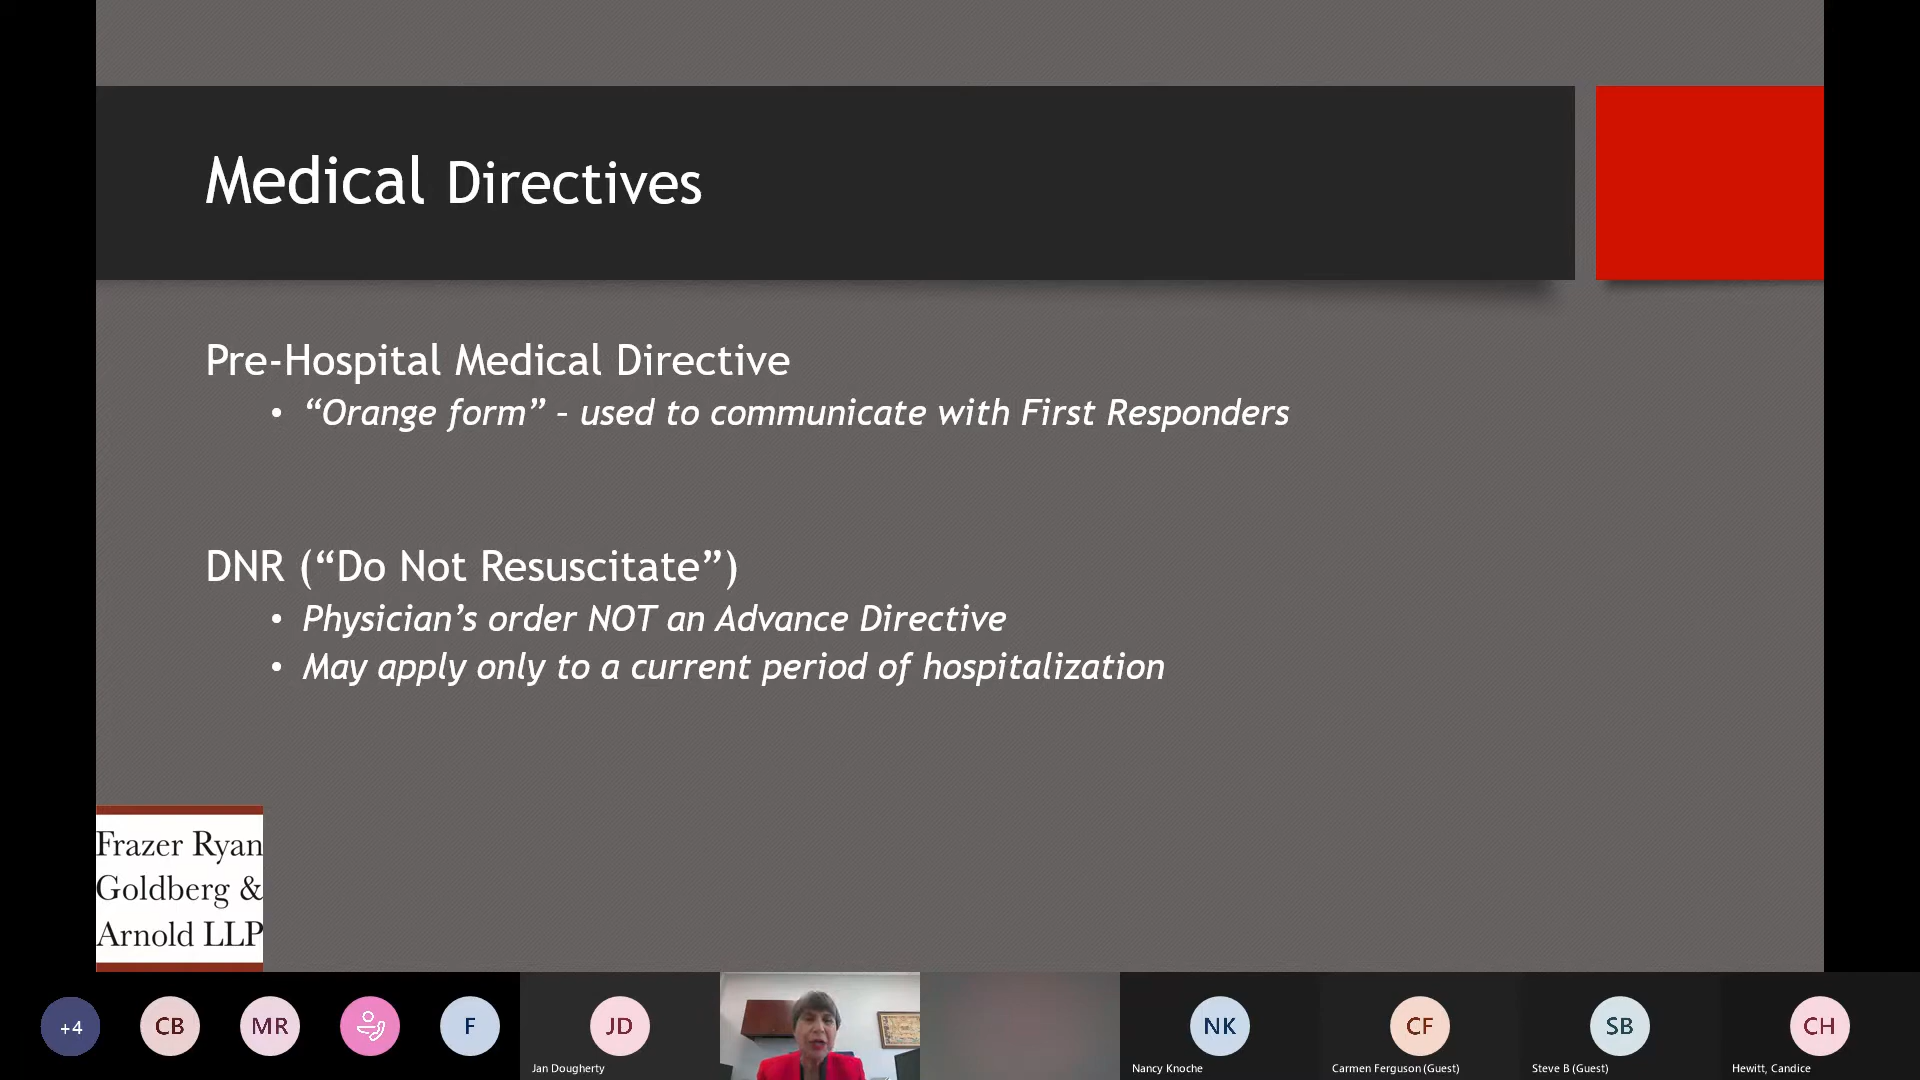 Medical Directives
Pre-Hospital Medical Directive
• “Orange form” – used to communicate with First Responders
DNR (“Do Not Resuscitate”)
• Physician’s order NOT an Advance Directive
• May apply only to a current period of hospitalization
Frazer Ryan
Goldberg &
Arnold LLP
+4
CB
MR
F
JD
NK
CF
SB
CH
Jan Dougherty
Nancy Knoche
Carmen Ferguson (Guest)
Steve B (Guest)
Hewitt, Candice